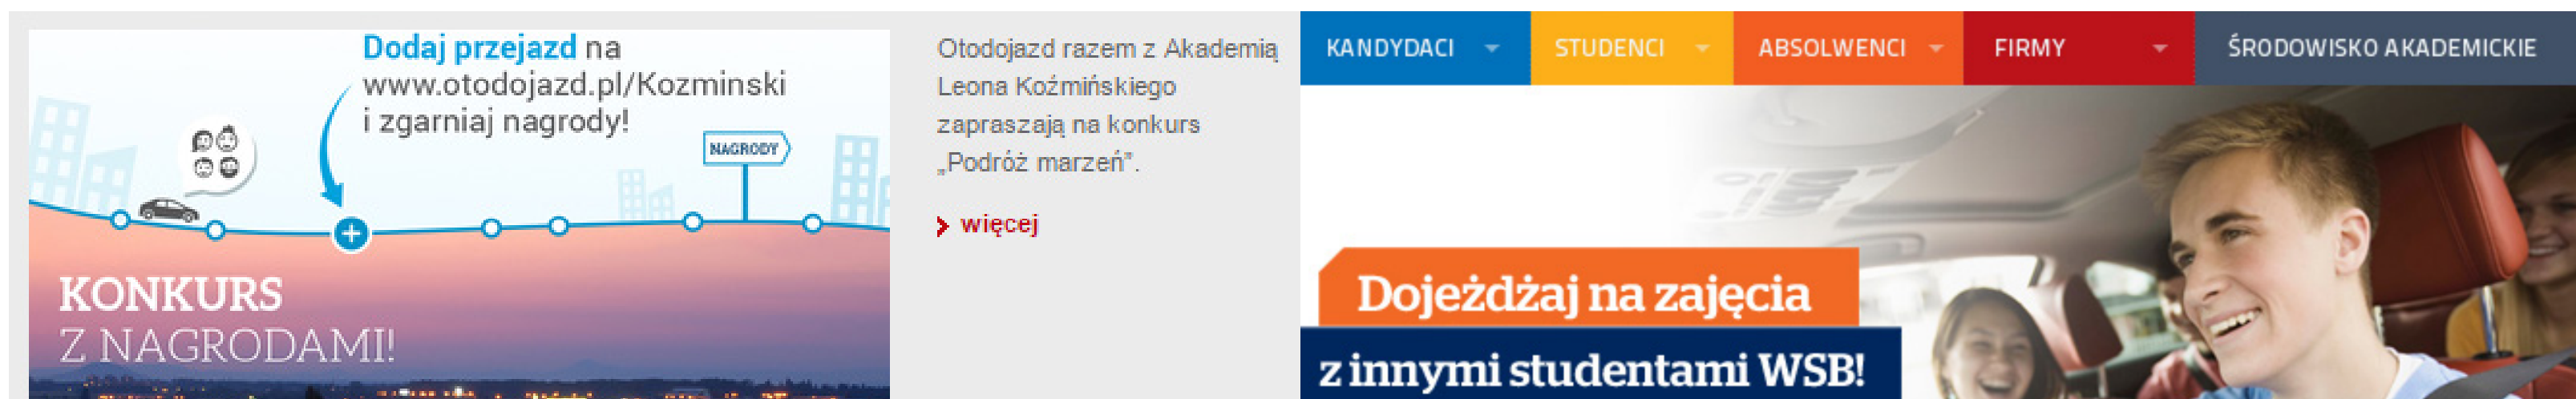 Dodaj przejazd na
www.otodojazd.pl/Kozminski
i zgarniaj nagrody!
NAGRODY
KONKURS
Z NAGRODAMI!
Otodojazd razem z Akademią
Leona Koźmińskiego
zapraszają na konkurs
„Podróż marzeń”.
więcej
KANDYDACI
STUDENCI
ABSOLWENCI
FIRMY
ŚRODOWISKO AKADEMICKIE
Dojeżdżaj na zajęcia
z innymi studentami WSB!